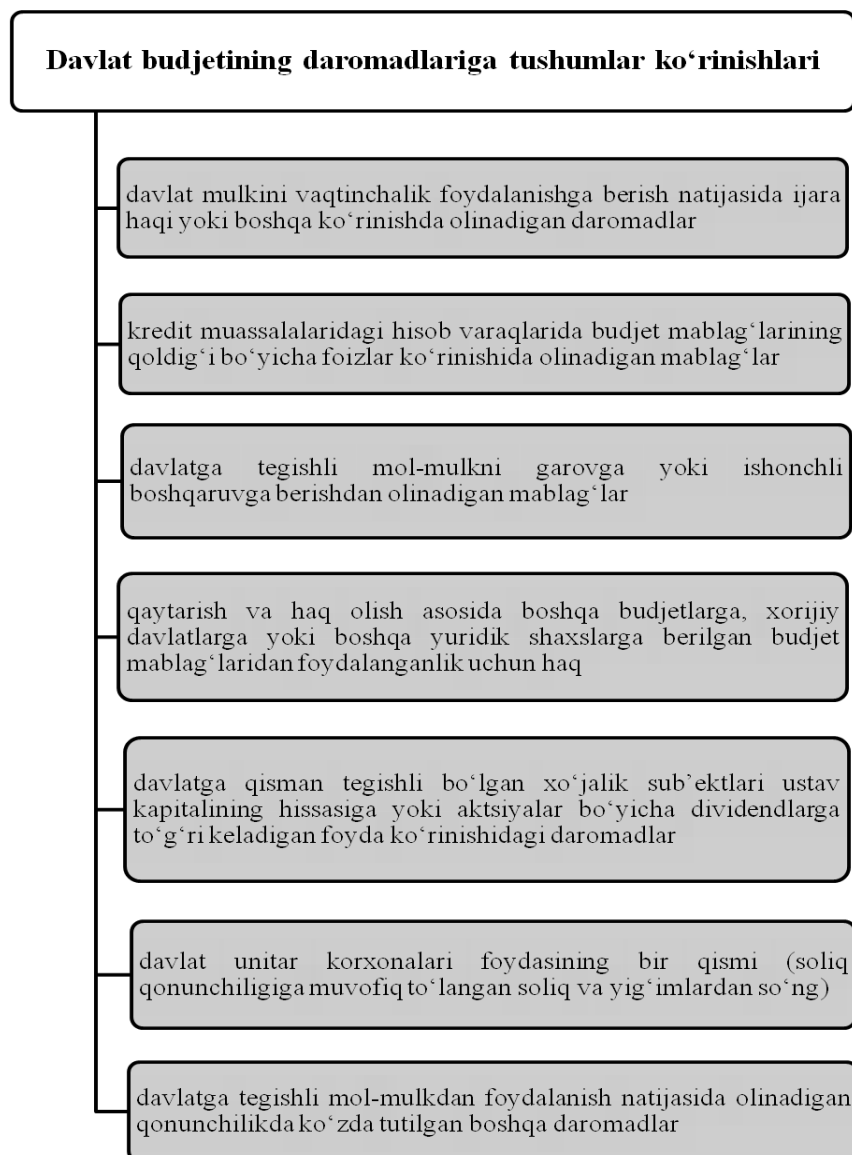 Davlat budjetining daromadlariga tushumlar ko‘rinishlari
davlat mulkini vaqtinchalik foydalanishga berish natijasida ijara
haqi yoki boshqa ko‘rinishda olinadigan daromadlar
kredit muassalalaridagi hisob varaqlarida budjet mablag‘larining
qoldig‘i bo‘yicha foizlar ko‘rinishida olinadigan mablag‘lar
davlatga tegishli mol-mulkni garovga yoki ishonchli
boshqaruvga berishdan olinadigan mablag‘lar
qaytarish va haq olish asosida boshqa budjetlarga, xorijiy
davlatlarga yoki boshqa yuridik shaxslarga berilgan budjet
mablag‘laridan foydalanganlik uchun haq
davlatga qisman tegishli bo‘lgan xo‘jalik sub’ektlari ustav
kapitalining hissasiga yoki aktsiyalar bo‘yicha dividendlarga
to‘g‘ri keladigan foyda ko‘rinishidagi daromadlar
davlat unitar korxonalari foydasining bir qismi (soliq
qonunchiligiga muvofiq to‘langan soliq va yig‘imlardan so‘ng)
davlatga tegishli mol-mulkdan foydalanish natijasida olinadigan
qonunchilikda ko‘zda tutilgan boshqa daromadlar